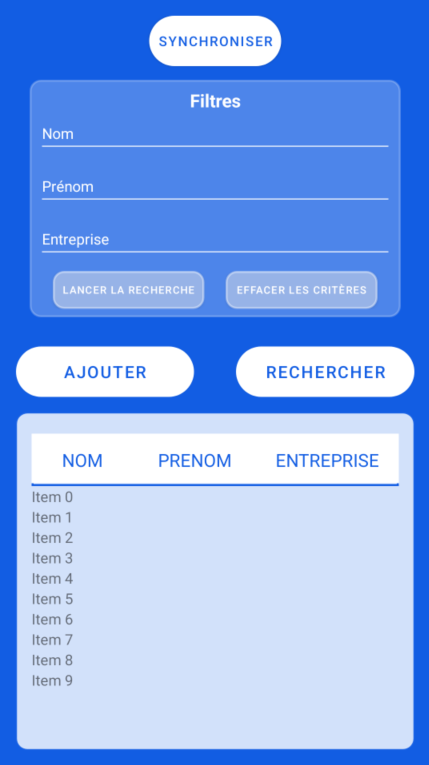 SYNCHRONISER
Filtres
Nom
Prénom
Entreprise
LANCER LA RECHERCHE EFFACER LES CRITÈRES
AJOUTER RECHERCHER
NOM PRENOM ENTREPRISE
Item 0
Item 1
Item 2
Item 3
Item 4
Item 5
Item 6
Item 7
Item 8
Item 9